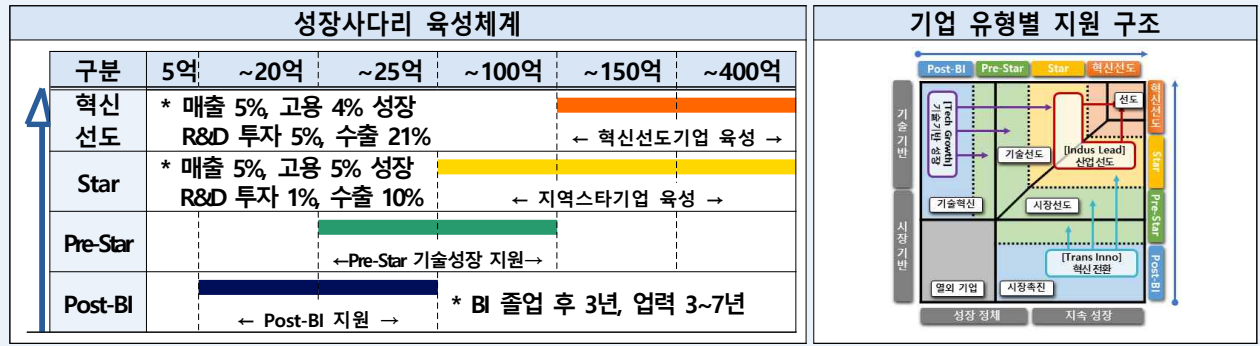 성장사다리 육성체계
구분 5억 ~20억 ~25억 ~100억 ~150억 ~400억
혁신
선도
* 매출 5%, 고용 4% 성장
R&D 투자 5%, 수출 21%
← 혁신선도기업 육성 →
Star
* 매출 5%, 고용 5% 성장
R&D 투자 1%, 수출 10%
← 지역스타기업 육성 →
Pre-Star
←Pre-Star 기술성장 지원→
Post-BI
← Post-BI 지원 →
* BI 졸업 후 3년, 업력 3~7년
기업 유형별 지원 구조
Post-BI Pre-Star Star 혁신선도
기술기반
시장기반
[Tech Growth]
기술기반 성장
선도
기술선도
[Indus Lead]
산업 선도
기술혁신
시장선도
[Trans Inno]
혁신 전환
열외 기업
시장촉진
혁신선도
Star
Pre-Star
Post-BI
성장 정체
지속 성장